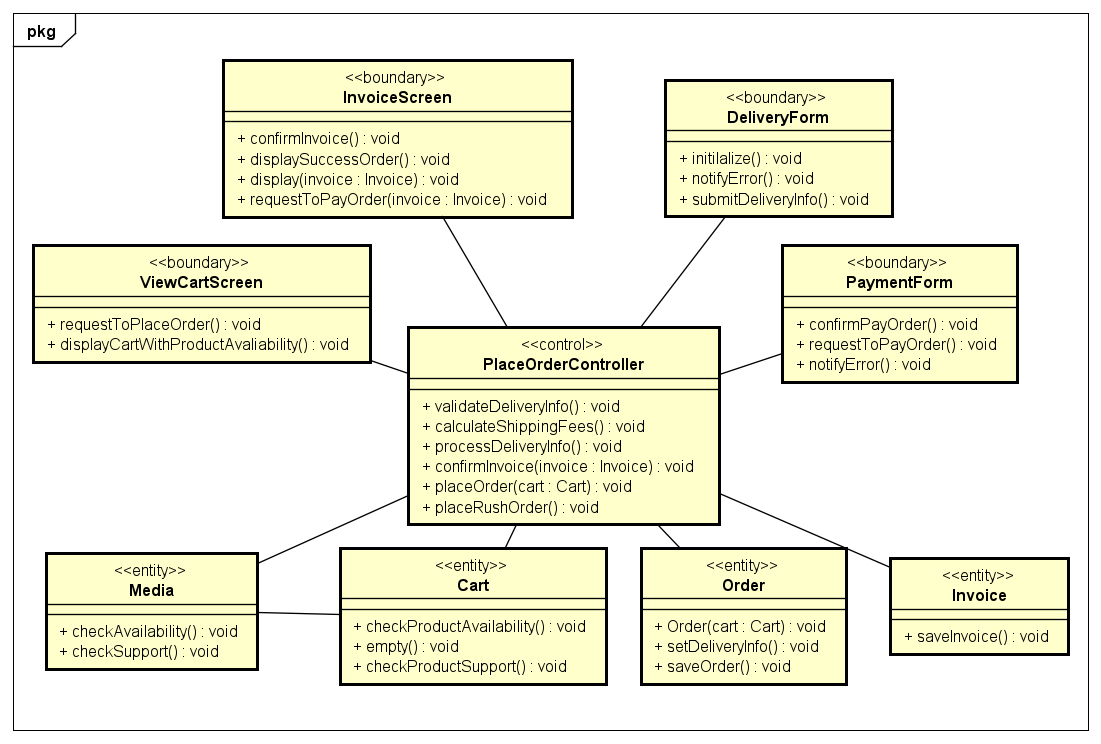 pkg
<<boundary>>
InvoiceScreen
+ confirmInvoice() : void
+ displaySuccessOrder() : void
+ display(invoice : Invoice) : void
+ requestToPayOrder(invoice : Invoice) : void
<<boundary>>
DeliveryForm
+ initilalize() : void
+ notifyError() : void
+ submitDeliveryInfo() : void
<<boundary>>
ViewCartScreen
+ requestToPlaceOrder() : void
+ displayCartWithProductAvaliability() : void
<<boundary>>
PaymentForm
+ confirmPayOrder() : void
+ requestToPayOrder() : void
+ notifyError() : void
<<control>>
PlaceOrderController
+ validateDeliveryInfo() : void
+ calculateShippingFees() : void
+ processDeliveryInfo() : void
+ confirmInvoice(invoice : Invoice) : void
+ placeOrder(cart : Cart) : void
+ placeRushOrder() : void
<<entity>>
Media
+ checkAvailability() : void
+ checkSupport() : void
<<entity>>
Cart
+ checkProductAvailability() : void
+ empty() : void
+ checkProductSupport() : void
<<entity>>
Order
+ Order(cart : Cart) : void
+ setDeliveryInfo() : void
+ saveOrder() : void
<<entity>>
Invoice
+ saveInvoice() : void